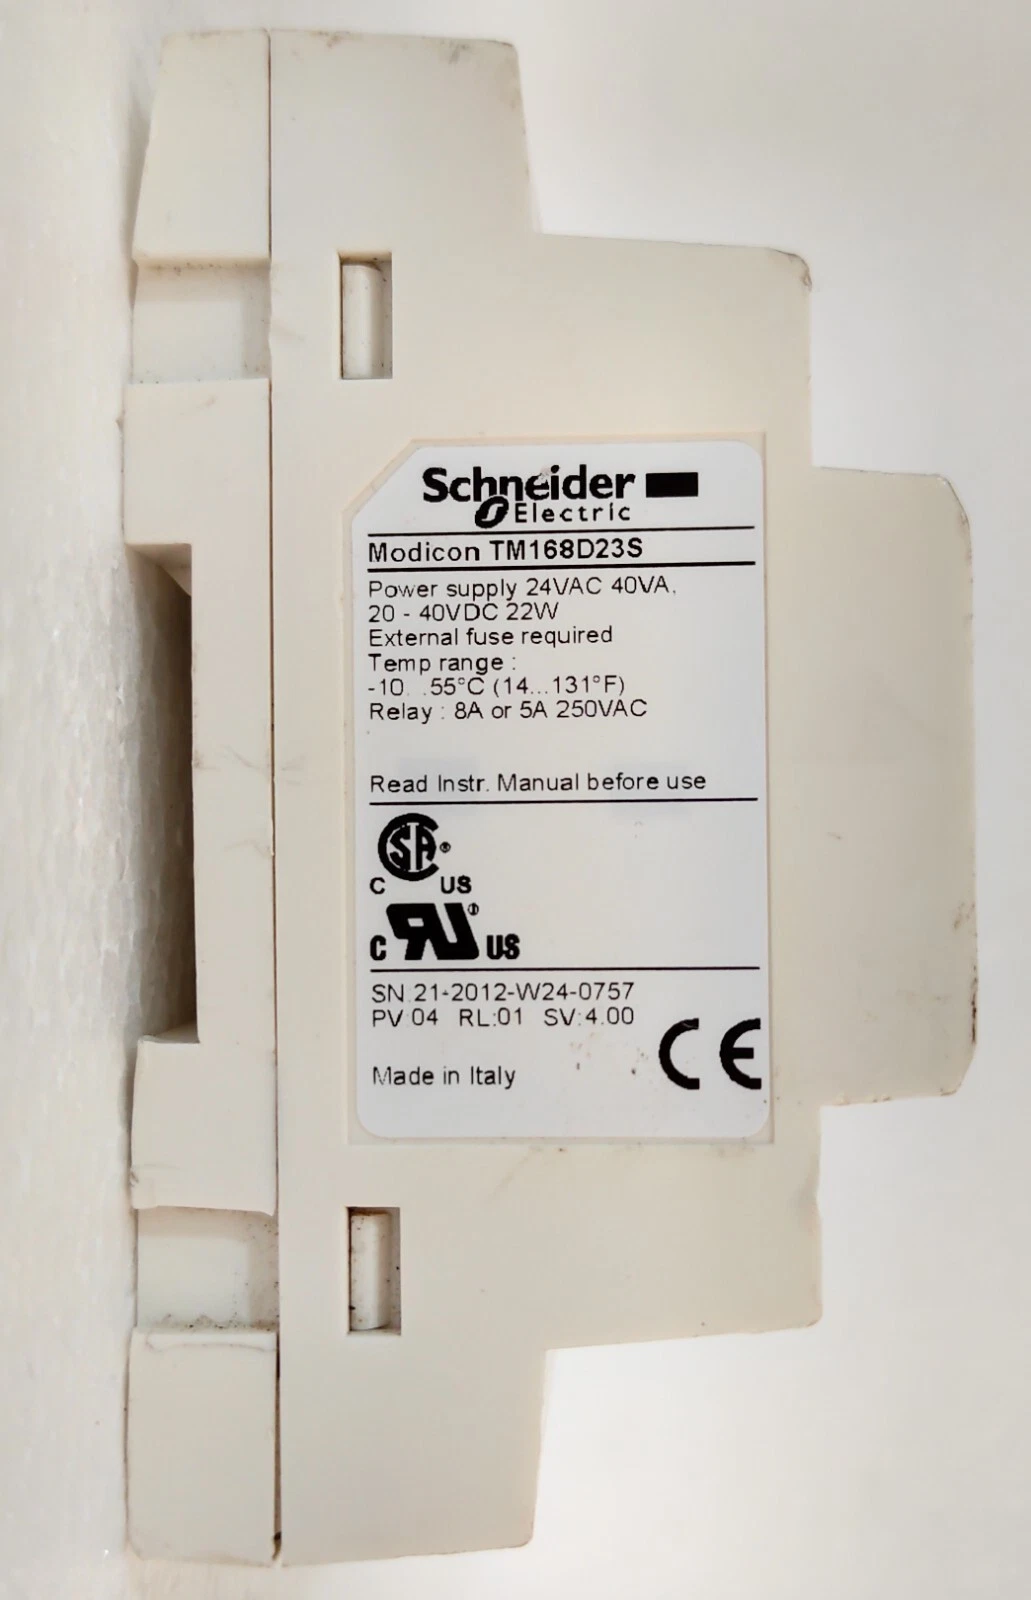 Schneider
Electric
Modicon TM168D23S
Power supply 24VAC 40VA,
20 - 40VDC 22W
External fuse required
Temp range :
-10...55°C (14...131°F)
Relay : 8A or 5A 250VAC
Read Instr. Manual before use
SA®
C US
C RU® US
SN:21-2012-W24-0757
PV:04 RL:01 SV:4.00
CE
Made in Italy